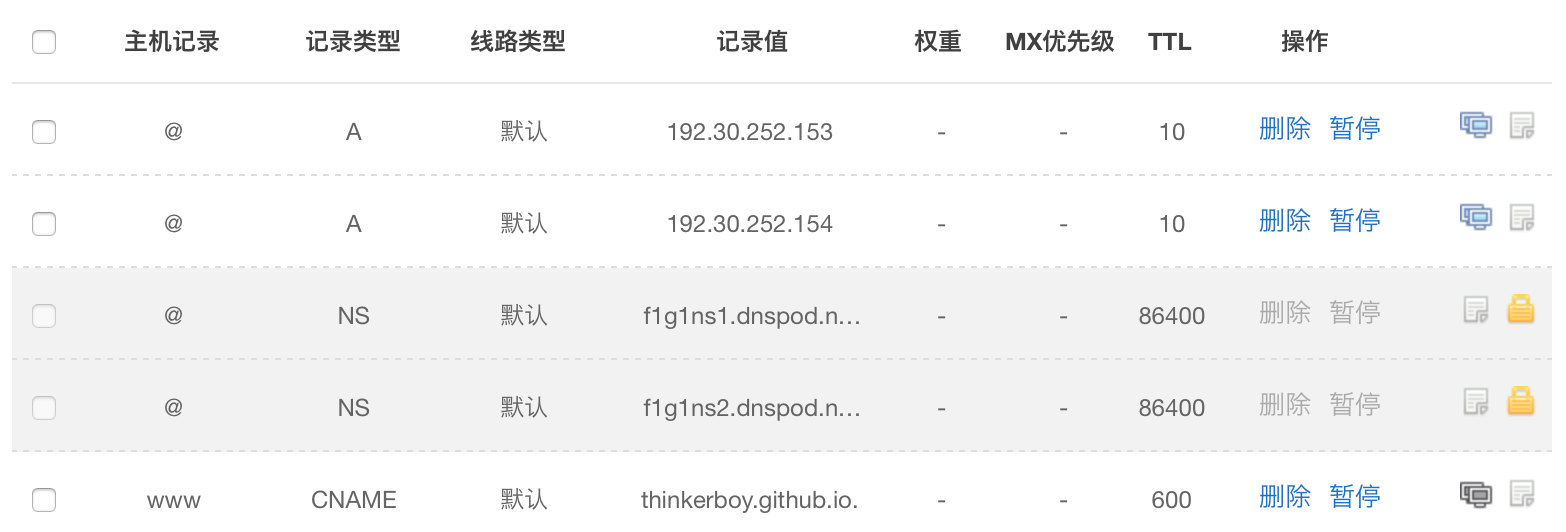 主机记录 记录类型 线路类型 记录值 权重 MX优先级 TTL 操作
@ A 默认 192.30.252.153 - - 10 删除 暂停
@ A 默认 192.30.252.154 - - 10 删除 暂停
@ NS 默认 f1g1ns1.dnspod.n... - - 86400 删除 暂停
@ NS 默认 f1g1ns2.dnspod.n... - - 86400 删除 暂停
www CNAME 默认 thinkerboy.github.io. - - 600 删除 暂停